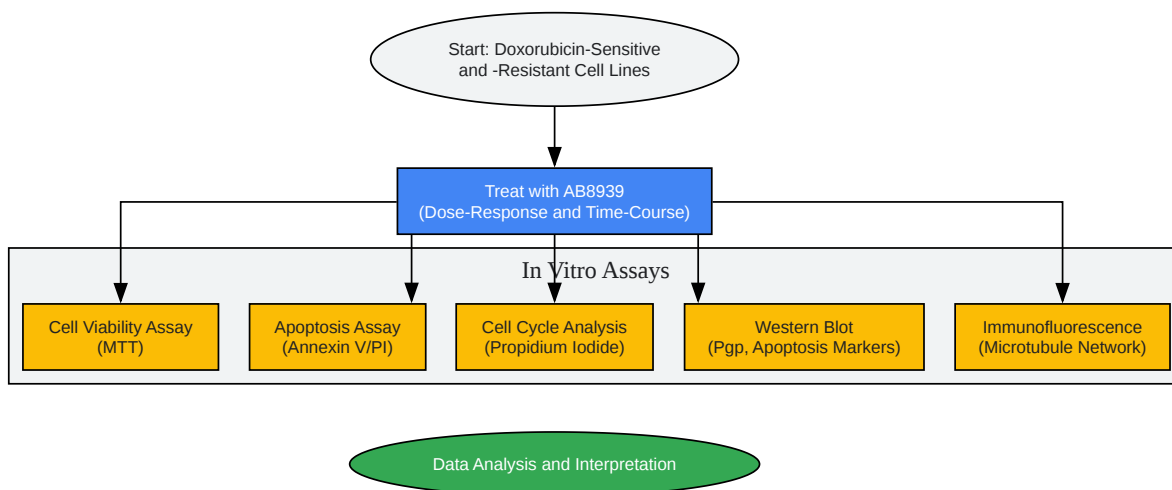 Start: Doxorubicin-Sensitive
and -Resistant Cell Lines
Treat with AB8939
(Dose-Response and Time-Course)
In Vitro Assays
Cell Viability Assay
(MTT)
Apoptosis Assay
(Annexin V/PI)
Cell Cycle Analysis
(Propidium Iodide)
Western Blot
(Pgp, Apoptosis Markers)
Immunofluorescence
(Microtubule Network)
Data Analysis and Interpretation